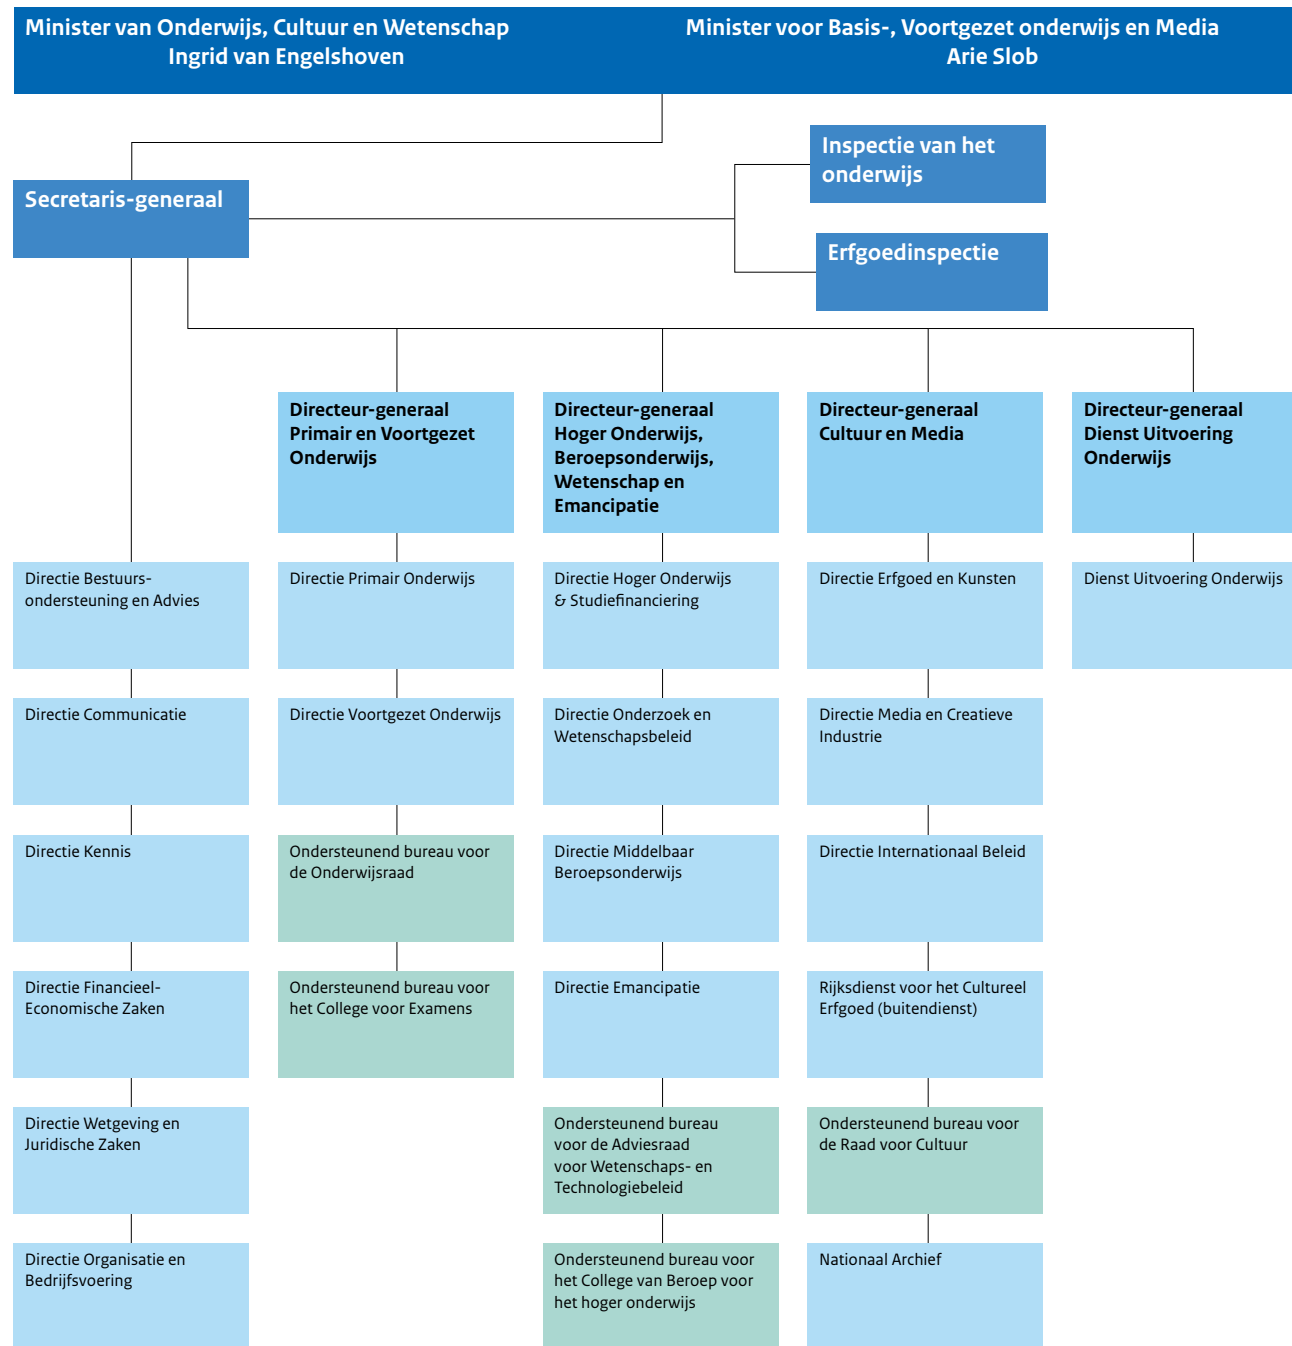 Minister van Onderwijs, Cultuur en Wetenschap
Ingrid van Engelshoven
Minister voor Basis-, Voortgezet onderwijs en Media
Arie Slob
Inspectie van het
onderwijs
Secretaris-generaal
Erfgoedinspectie
Directeur-generaal
Primair en Voortgezet
Onderwijs
Directeur-generaal
Hoger Onderwijs,
Beroepsonderwijs,
Wetenschap en
Emancipatie
Directeur-generaal
Cultuur en Media
Directeur-generaal
Dienst Uitvoering
Onderwijs
Directie Bestuurs-
ondersteuning en Advies
Directie Primair Onderwijs
Directie Hoger Onderwijs
& Studiefinanciering
Directie Erfgoed en Kunsten
Dienst Uitvoering Onderwijs
Directie Communicatie
Directie Voortgezet Onderwijs
Directie Onderzoek en
Wetenschapsbeleid
Directie Media en Creatieve
Industrie
Directie Kennis
Ondersteunend bureau voor
de Onderwijsraad
Directie Middelbaar
Beroepsonderwijs
Directie Internationaal Beleid
Directie Financieel-
Economische Zaken
Ondersteunend bureau voor
het College voor Examens
Directie Emancipatie
Rijksdienst voor het Cultureel
Erfgoed (buitendienst)
Directie Wetgeving en
Juridische Zaken
Ondersteunend bureau
voor de Adviesraad
voor Wetenschaps- en
Technologiebeleid
Ondersteunend bureau voor
de Raad voor Cultuur
Directie Organisatie en
Bedrijfsvoering
Ondersteunend bureau voor
het College van Beroep voor
het hoger onderwijs
Nationaal Archief